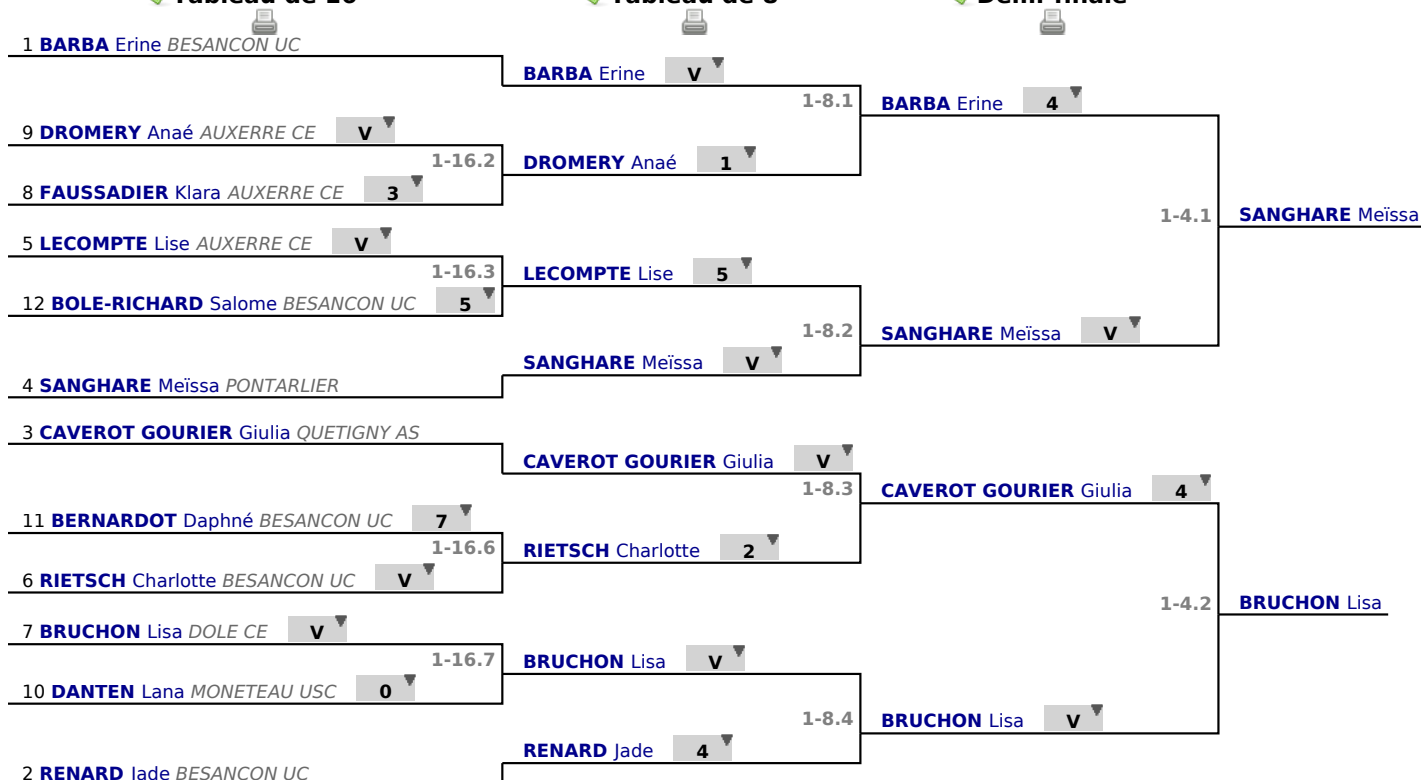 Tableau de 16
Tableau de 8
Demi-finale
1 BARBA Erine BESANCON UC
9 DROMERY Anaé AUXERRE CE V
1-16.2
8 FAUSSADIER Klara AUXERRE CE 3
5 LECOMPTE Lise AUXERRE CE V
1-16.3
12 BOLE-RICHARD Salome BESANCON UC 5
4 SANGHARE Meïssa PONTARLIER
3 CAVEROT GOURIER Giulia QUETIGNY AS
11 BERNARDOT Daphné BESANCON UC 7
1-16.6
6 RIETSCH Charlotte BESANCON UC V
7 BRUCHON Lisa DOLE CE V
1-16.7
10 DANTEN Lana MONETEAU USC 0
2 RENARD Jade BESANCON UC
BARBA Erine V
1-8.1
DROMERY Anaé 1
LECOMPTE Lise 5
1-8.2
SANGHARE Meïssa V
CAVEROT GOURIER Giulia V
1-8.3
RIETSCH Charlotte 2
BRUCHON Lisa V
1-8.4
RENARD Jade 4
BARBA Erine 4
1-4.1
SANGHARE Meïssa V
CAVEROT GOURIER Giulia 4
1-4.2
BRUCHON Lisa V
SANGHARE Meïssa
BRUCHON Lisa